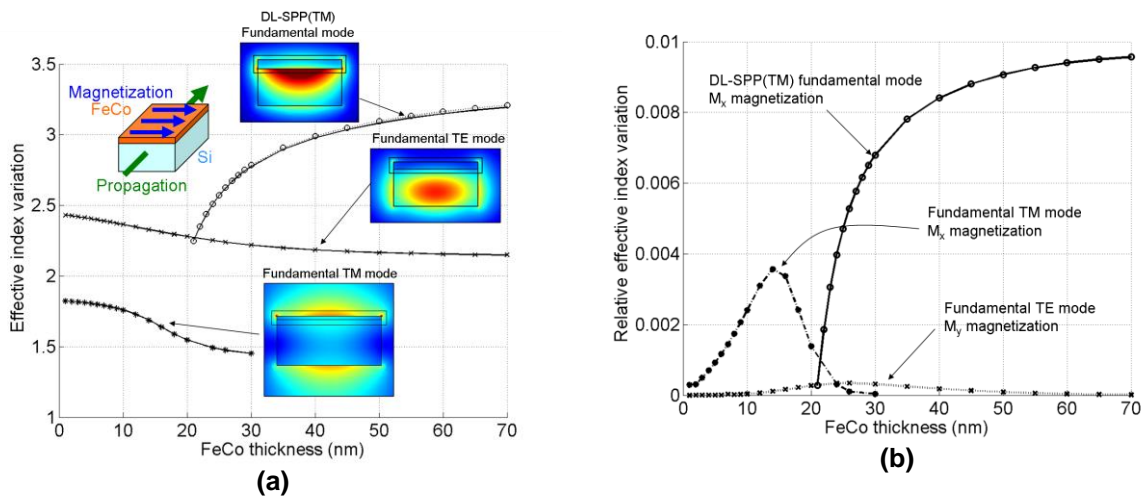 DL-SPP(TM)
Fundamental mode
3.5
3
2.5
2
1.5
1
Effective index variation
Magnetization
FeCo
Si
Propagation
Fundamental TE mode
Fundamental TM mode
0 10 20 30 40 50 60 70
FeCo thickness (nm)
(a)
0.01
0.008
0.006
0.004
0.002
0
Relative effective index variation
DL-SPP(TM) fundamental mode
Mx magnetization
Fundamental TM mode
Mx magnetization
Fundamental TE mode
My magnetization
0 10 20 30 40 50 60 70
FeCo thickness (nm)
(b)